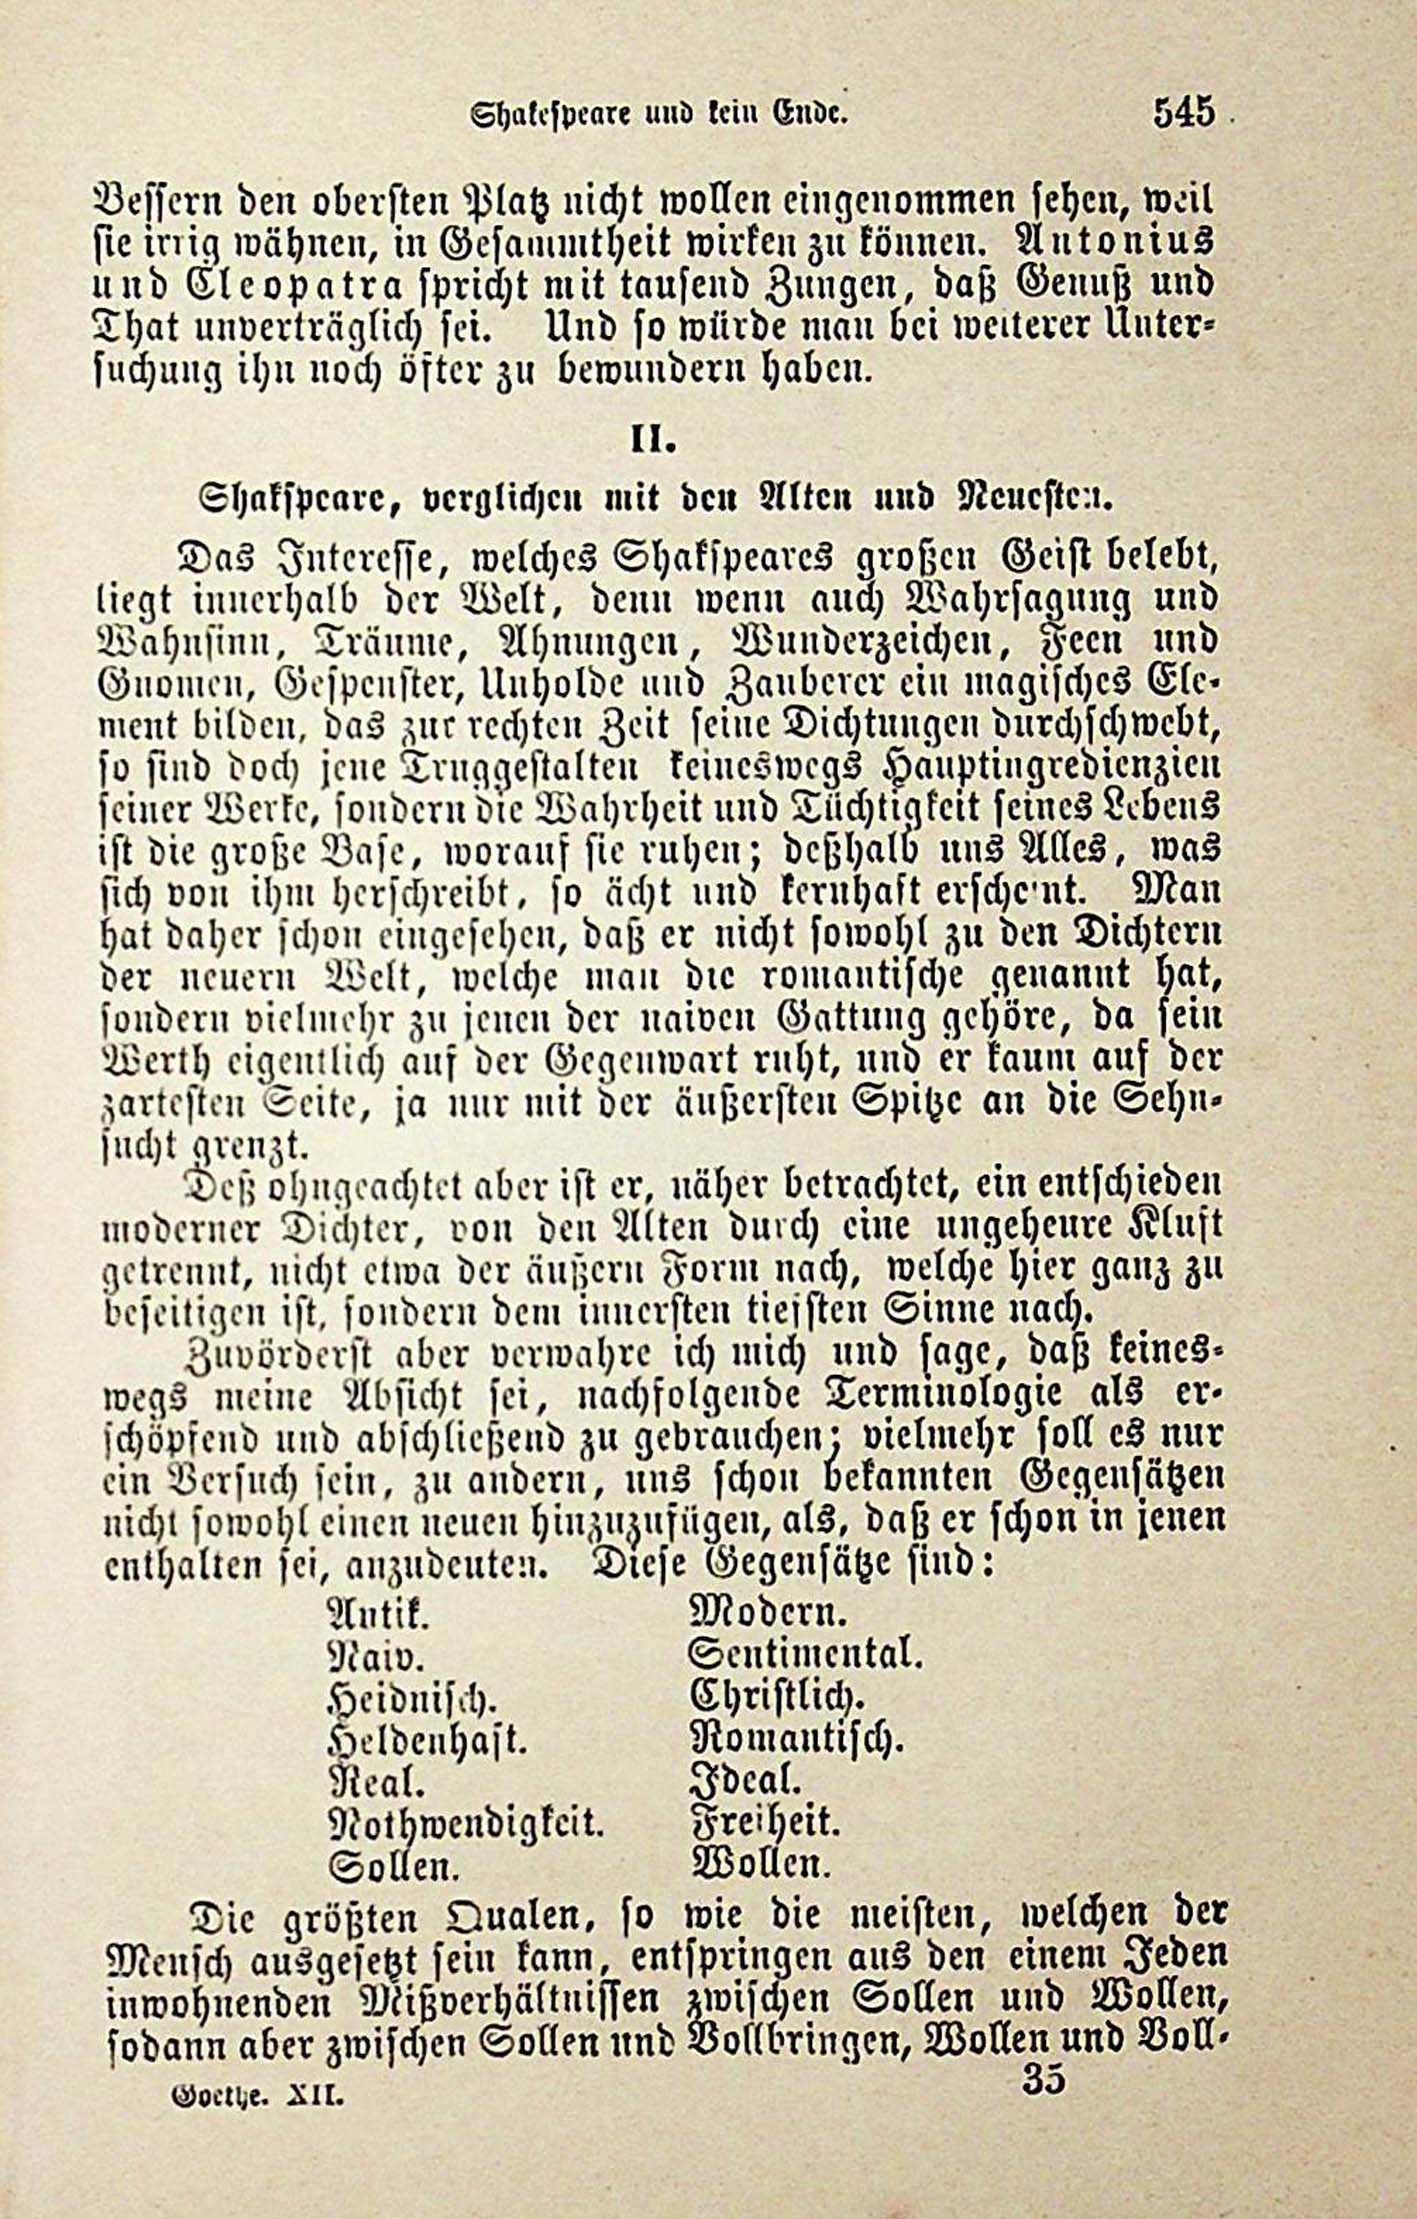 Shakespeare und kein Ende. 545
Bessern den obersten Platz nicht wollen eingenommen sehen, weil
sie irrig wähnen, in Gesammtheit wirken zu können. Antonius
und Cleopatra spricht mit tausend Zungen, daß Genuß und
That unverträglich sei. Und so würde man bei weiterer Unter-
suchung ihn noch öfter zu bewundern haben.
II.
Shakspeare, verglichen mit den Alten und Neuesten.
Das Interesse, welches Shakspeares großen Geist belebt,
liegt innerhalb der Welt, denn wenn auch Wahrsagung und
Wahnsinn, Träume, Ahnungen, Wunderzeichen, Feen und
Gnomen, Gespenster, Unholde und Zauberer ein magisches Ele-
ment bilden, das zur rechten Zeit seine Dichtungen durchschwebt,
so sind doch jene Truggestalten keineswegs Hauptingredienzien
seiner Werke, sondern die Wahrheit und Tüchtigkeit seines Lebens
ist die große Base, worauf sie ruhen; deßhalb uns Alles, was
sich von ihm herschreibt, so ächt und kernhaft erscheint. Man
hat daher schon eingesehen, daß er nicht sowohl zu den Dichtern
der neuern Welt, welche man die romantische genannt hat,
sondern vielmehr zu jenen der naiven Gattung gehöre, da sein
Werth eigentlich auf der Gegenwart ruht, und er kaum auf der
zartesten Seite, ja nur mit der äußersten Spitze an die Sehn-
sucht grenzt.
Deß ohngeachtet aber ist er, näher betrachtet, ein entschieden
moderner Dichter, von den Alten durch eine ungeheure Kluft
getrennt, nicht etwa der äußern Form nach, welche hier ganz zu
beseitigen ist, sondern dem innersten tiefsten Sinne nach.
Zuvörderst aber verwahre ich mich und sage, daß keines-
wegs meine Absicht sei, nachfolgende Terminologie als er-
schöpfend und abschließend zu gebrauchen; vielmehr soll es nur
ein Versuch sein, zu andern, uns schon bekannten Gegensätzen
nicht sowohl einen neuen hinzuzufügen, als, daß er schon in jenen
enthalten sei, anzudeuten. Diese Gegensätze sind:
Antik. Modern.
Naiv. Sentimental.
Heidnisch. Christlich.
Heldenhaft. Romantisch.
Real. Ideal.
Nothwendigkeit. Freiheit.
Sollen. Wollen.
Die größten Qualen, so wie die meisten, welchen der
Mensch ausgesetzt sein kann, entspringen aus den einem Jeden
inwohnenden Mißverhältnissen zwischen Sollen und Wollen,
sodann aber zwischen Sollen und Vollbringen, Wollen und Voll-
Goethe. XII. 35